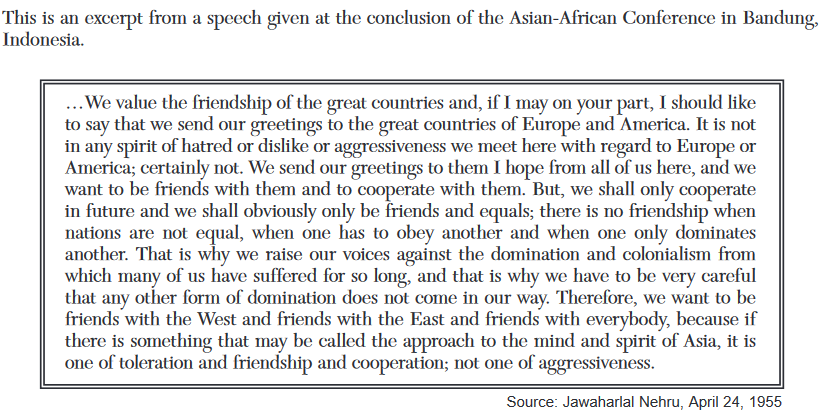 This is an excerpt from a speech given at the conclusion of the Asian-African Conference in Bandung,
Indonesia.
…We value the friendship of the great countries and, if I may on your part, I should like
to say that we send our greetings to the great countries of Europe and America. It is not
in any spirit of hatred or dislike or aggressiveness we meet here with regard to Europe or
America; certainly not. We send our greetings to them I hope from all of us here, and we
want to be friends with them and to cooperate with them. But, we shall only cooperate
in future and we shall obviously only be friends and equals; there is no friendship when
nations are not equal, when one has to obey another and when one only dominates
another. That is why we raise our voices against the domination and colonialism from
which many of us have suffered for so long, and that is why we have to be very careful
that any other form of domination does not come in our way. Therefore, we want to be
friends with the West and friends with the East and friends with everybody, because if
there is something that may be called the approach to the mind and spirit of Asia, it is
one of toleration and friendship and cooperation; not one of aggressiveness.
Source: Jawaharlal Nehru, April 24, 1955